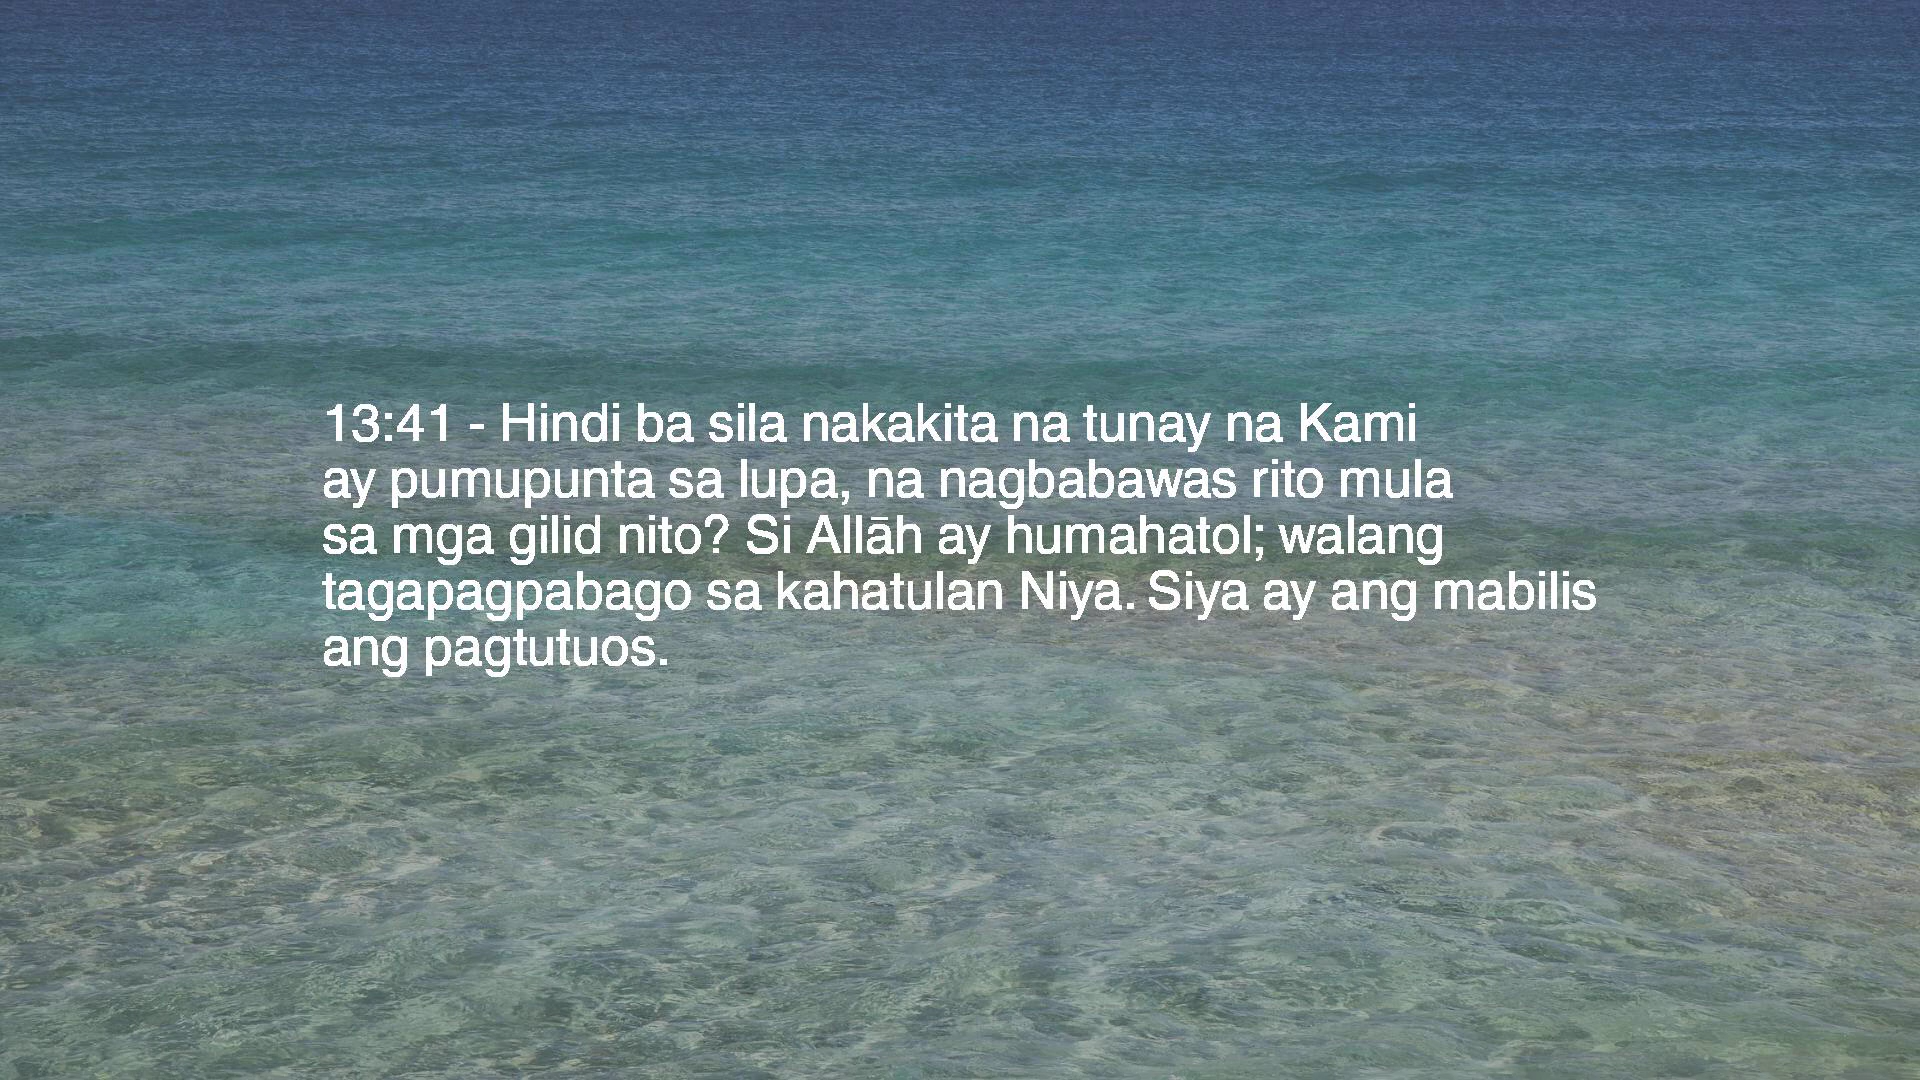 13:41 - Hindi ba sila nakakita na tunay na Kami
ay pumupunta sa lupa, na nagbabawas rito mula
sa mga gilid nito? Si Allāh ay humahatol; walang
tagapagpabago sa kahatulan Niya. Siya ay ang mabilis
ang pagtutuos.